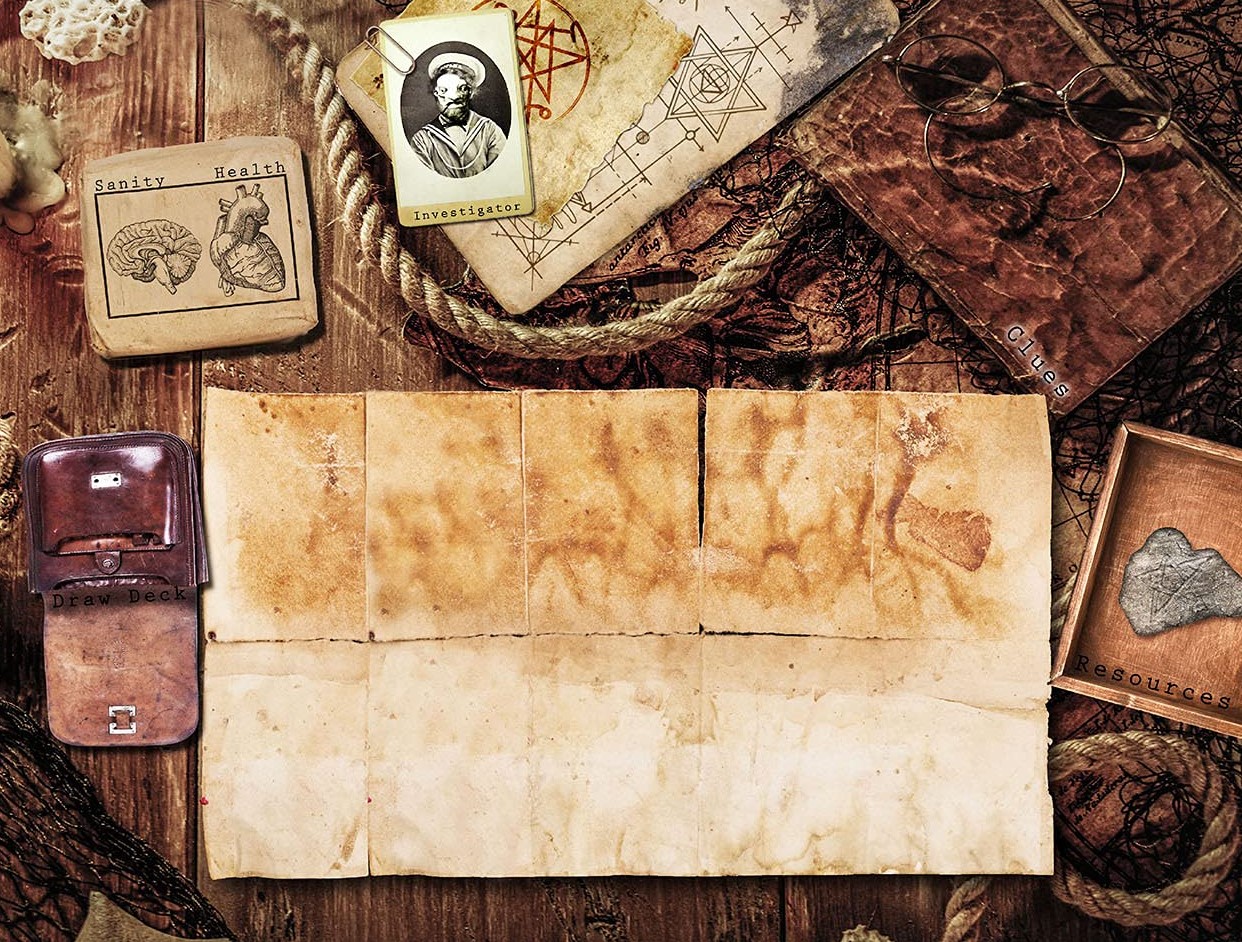 Investigator
Sanity Health
Clues
Draw Deck
Resources